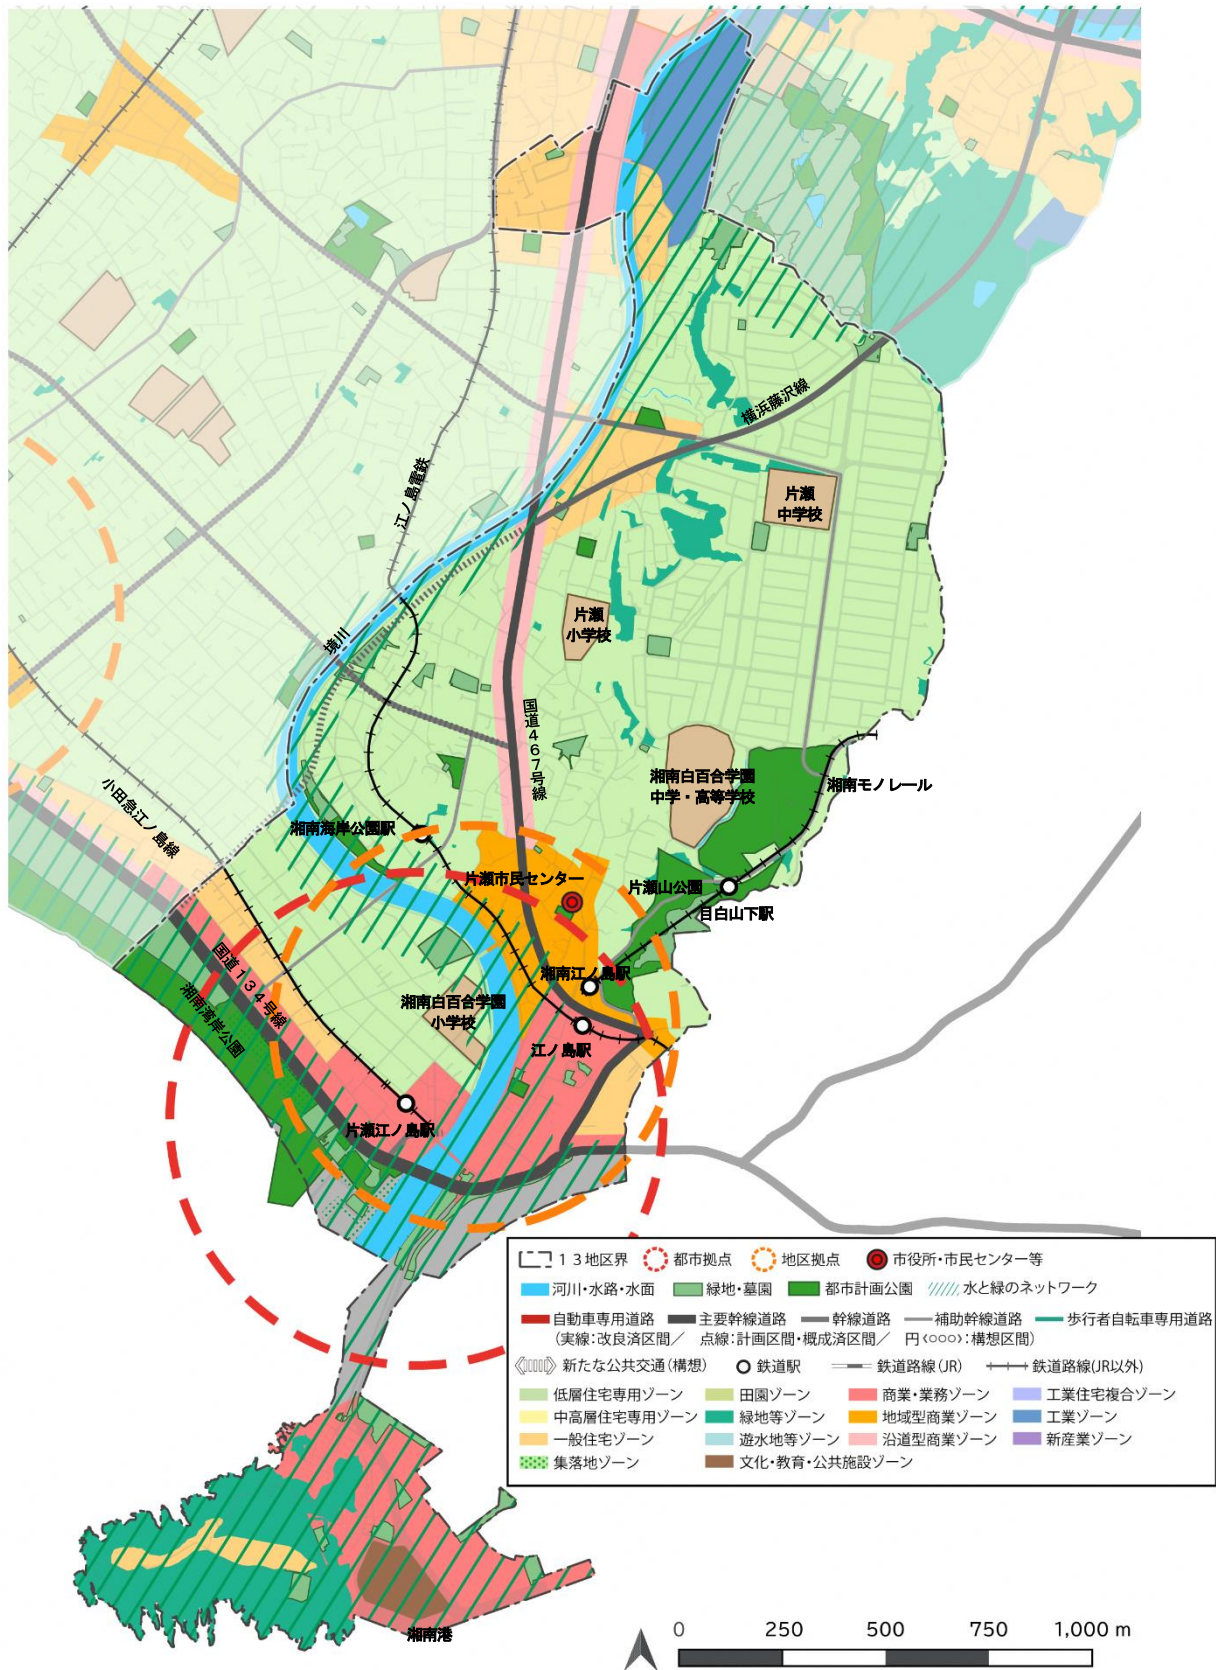 横浜藤沢線
江ノ島電鉄
片瀬
中学校
片瀬
小学校
境川
国道467号線
湘南白百合学園
中学・高等学校
湘南モノレール
小田急江ノ島線
湘南海岸公園駅
片瀬市民センター
片瀬山公園
目白山下駅
国道134号線
湘南江ノ島駅
湘南湾岸公園
湘南白百合学園
小学校
江ノ島駅
片瀬江ノ島駅
13地区界 都市拠点 地区拠点 市役所・市民センター等
河川・水路・水面 緑地・墓園 都市計画公園 水と緑のネットワーク
自動車専用道路 主要幹線道路 幹線道路 補助幹線道路 歩行者自転車専用道路
(実線:改良済区間/ 点線:計画区間・概成済区間/ 円(○○○):構想区間)
新たな公共交通(構想) 鉄道駅 鉄道路線(JR) 鉄道路線(JR以外)
低層住宅専用ゾーン 田園ゾーン 商業・業務ゾーン 工業住宅複合ゾーン
中高層住宅専用ゾーン 緑地等ゾーン 地域型商業ゾーン 工業ゾーン
一般住宅ゾーン 遊水地等ゾーン 沿道型商業ゾーン 新産業ゾーン
集落地ゾーン 文化・教育・公共施設ゾーン
湘南港
0 250 500 750 1,000 m